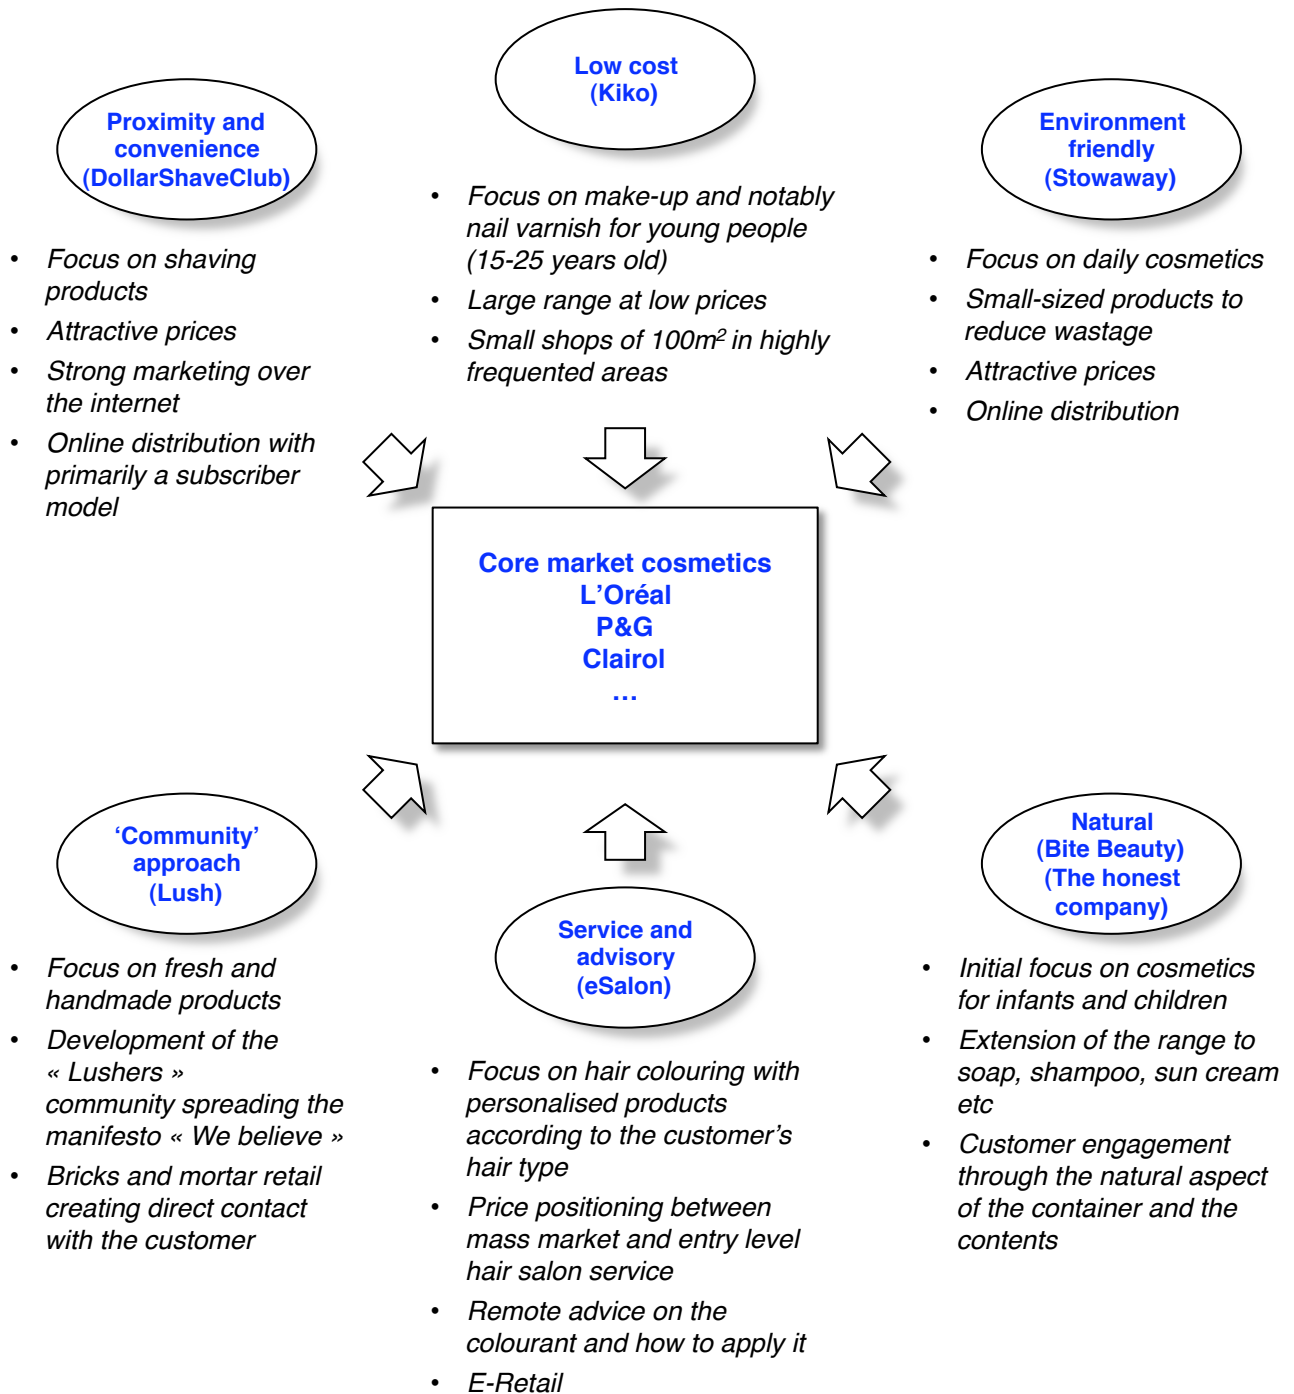 Low cost
(Kiko)
Proximity and
convenience
(DollarShaveClub)
Environment
friendly
(Stowaway)
• Focus on shaving
products
• Attractive prices
• Strong marketing over
the internet
• Online distribution with
primarily a subscriber
model
• Focus on make-up and notably
nail varnish for young people
(15-25 years old)
• Large range at low prices
• Small shops of 100m² in highly
frequented areas
• Focus on daily cosmetics
• Small-sized products to
reduce wastage
• Attractive prices
• Online distribution
Core market cosmetics
L’Oréal
P&G
Clairol
…
‘Community’
approach
(Lush)
Service and
advisory
(eSalon)
Natural
(Bite Beauty)
(The honest
company)
• Focus on fresh and
handmade products
• Development of the
« Lushers »
community spreading the
manifesto « We believe »
• Bricks and mortar retail
creating direct contact
with the customer
• Focus on hair colouring with
personalised products
according to the customer’s
hair type
• Price positioning between
mass market and entry level
hair salon service
• Remote advice on the
colourant and how to apply it
• E-Retail
• Initial focus on cosmetics
for infants and children
• Extension of the range to
soap, shampoo, sun cream
etc
• Customer engagement
through the natural aspect
of the container and the
contents